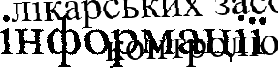 лікарських засо
інформації
контролю